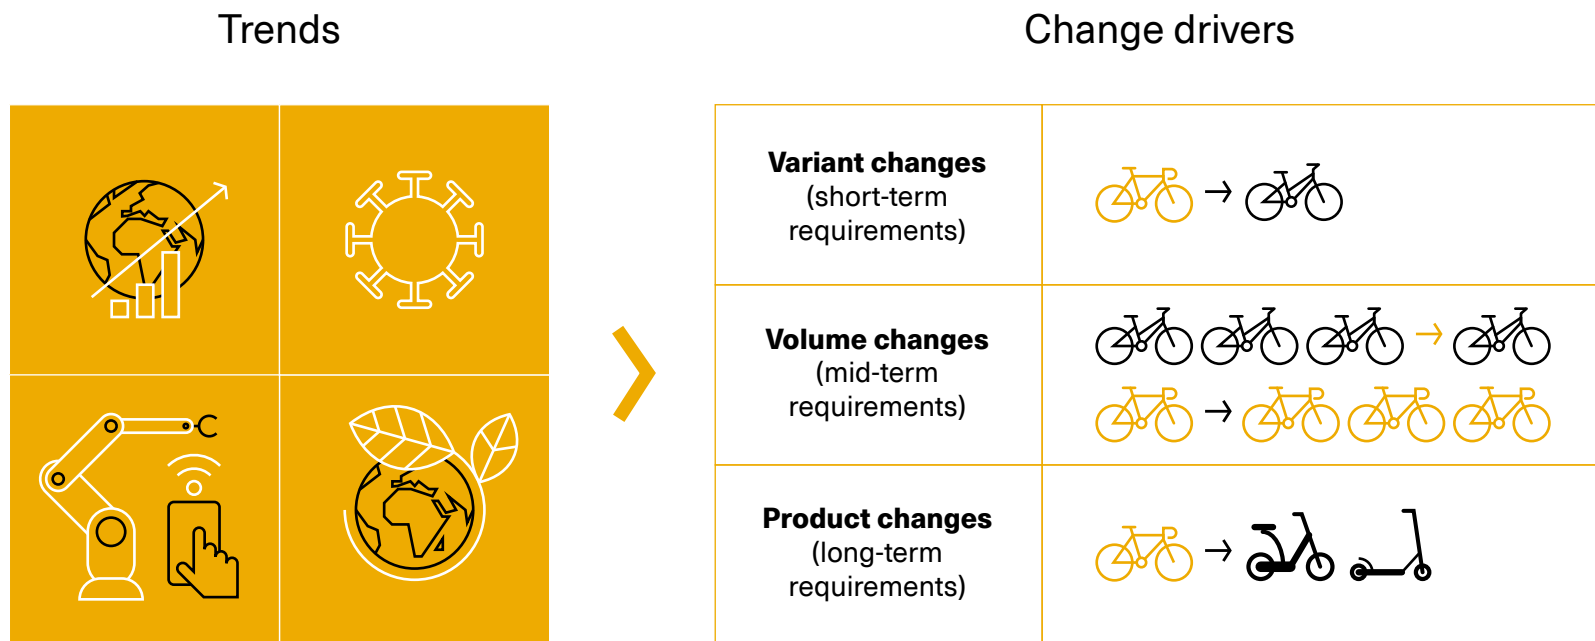 Trends
Change drivers
Variant changes
(short-term
requirements)
Volume changes
(mid-term
requirements)
Product changes
(long-term
requirements)